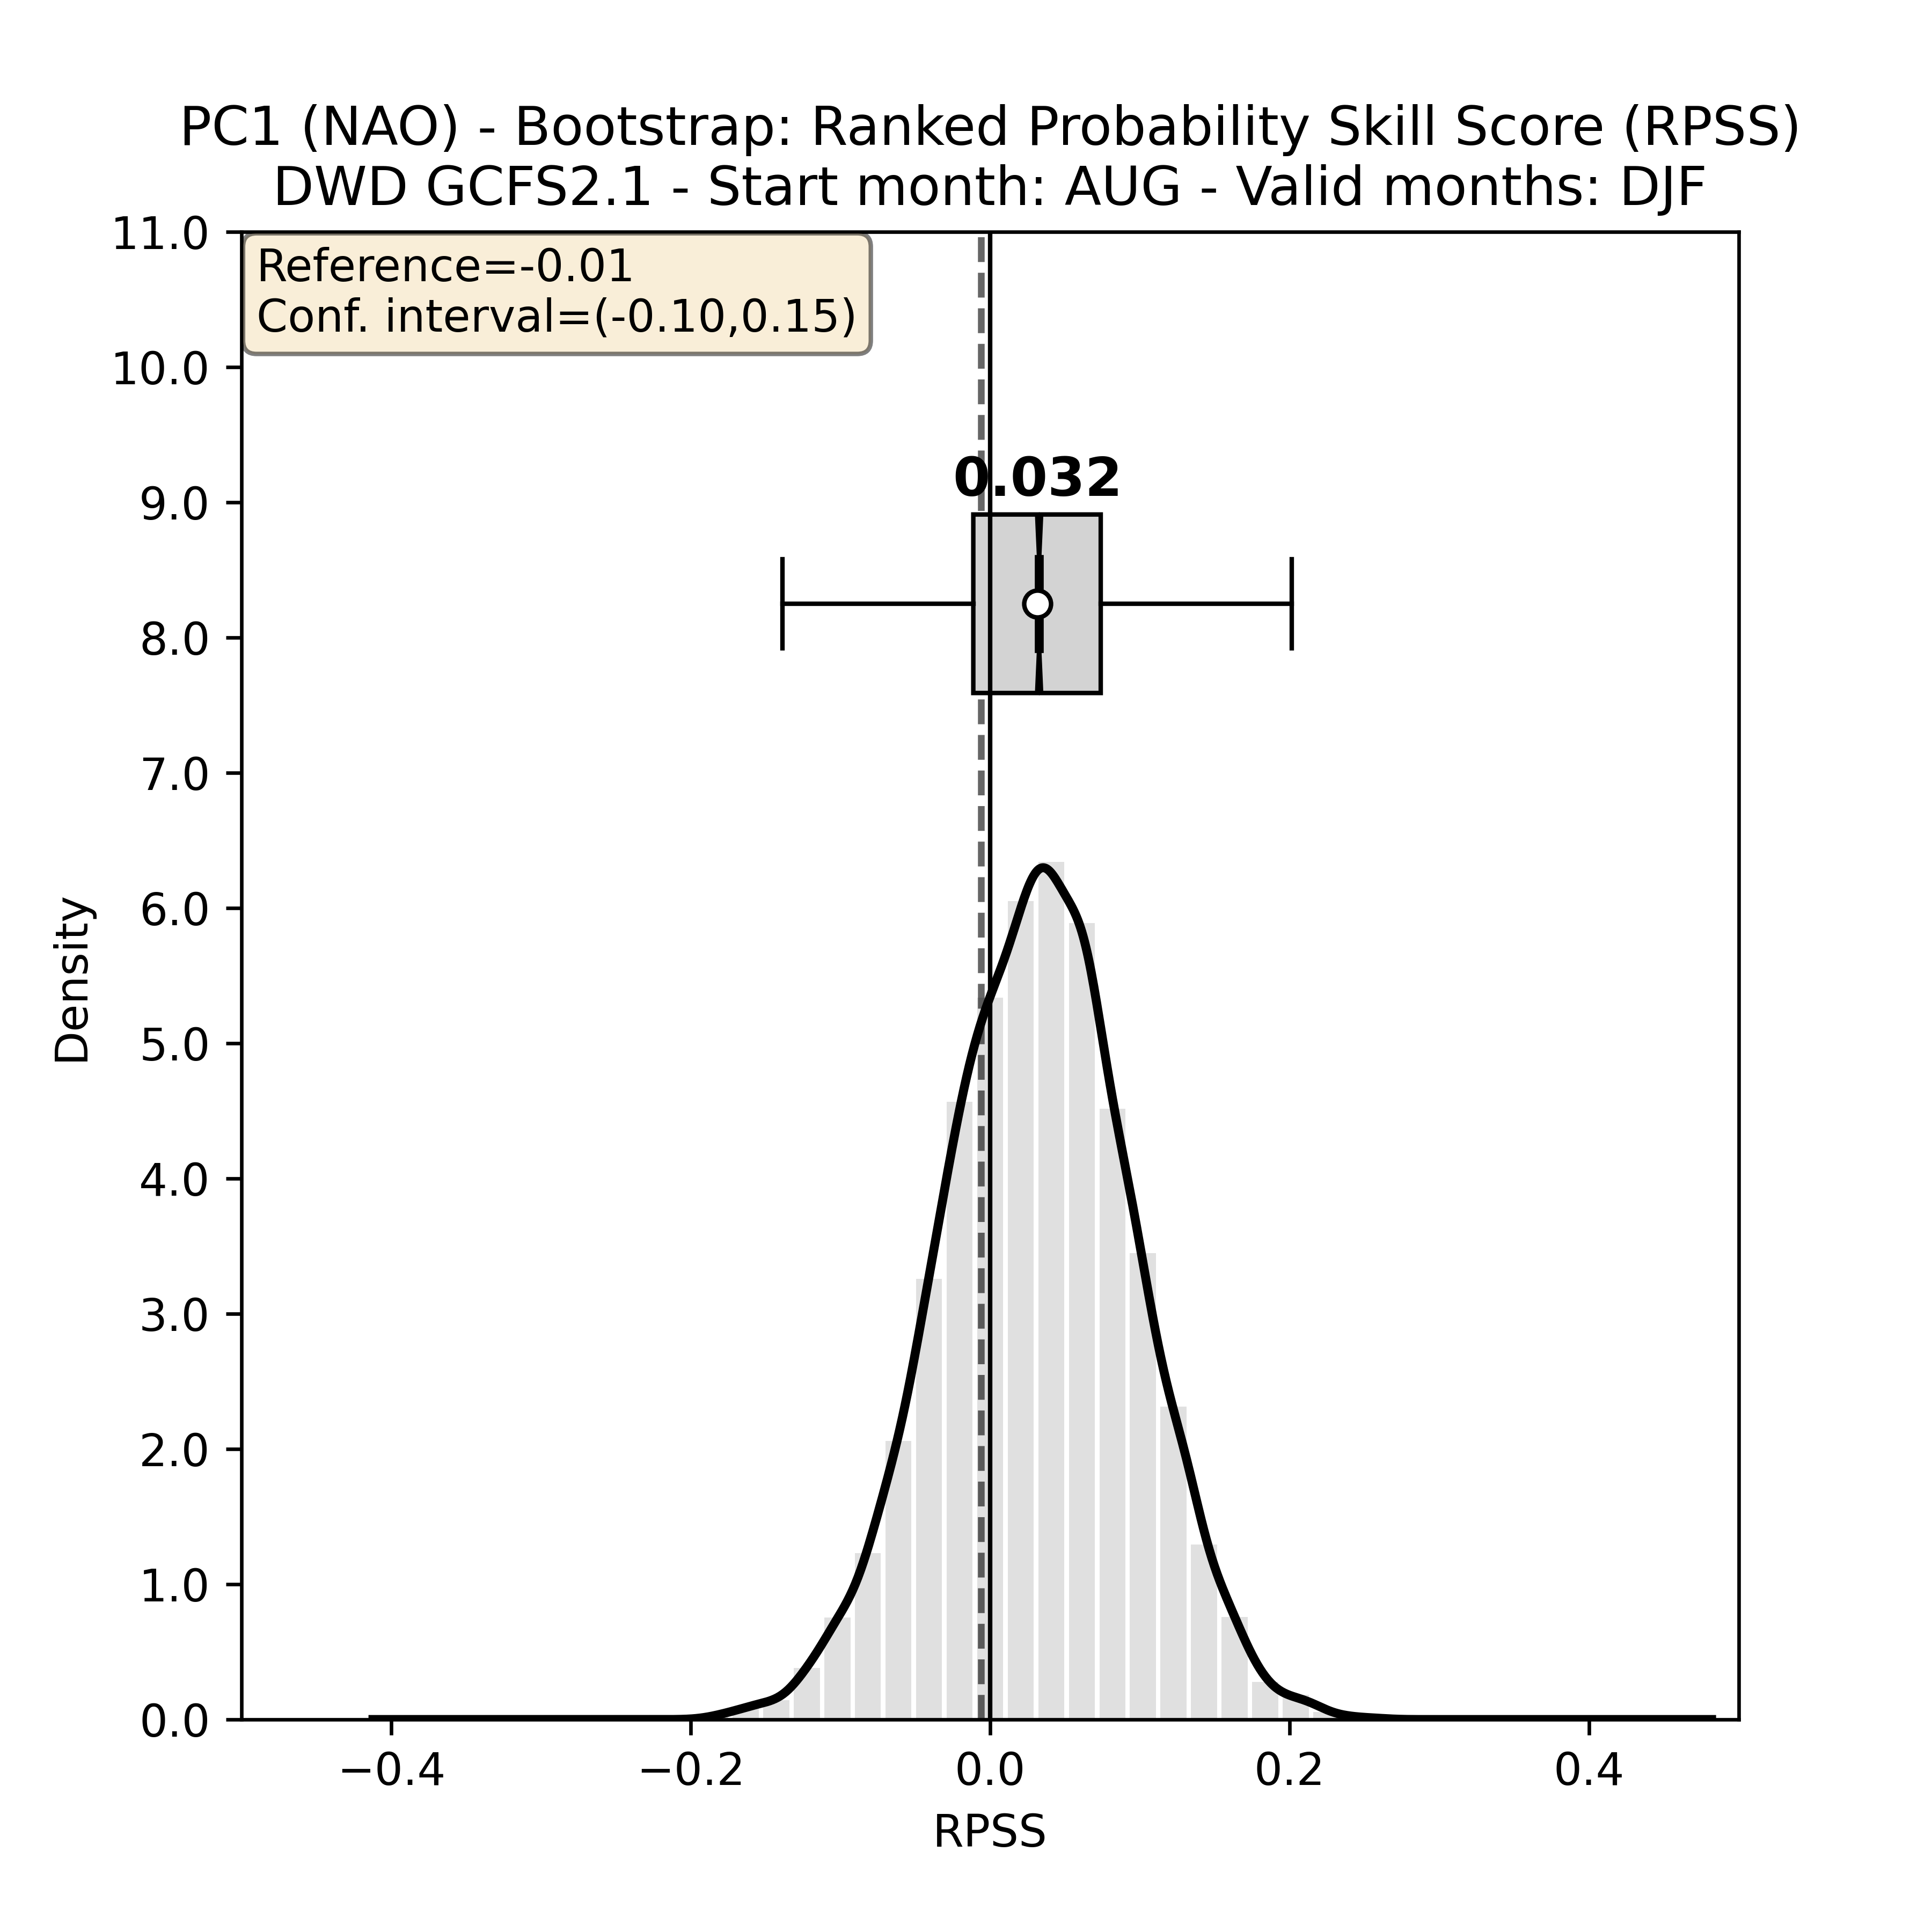 PC1 (NAO) - Bootstrap: Ranked Probability Skill Score (RPSS)
DWD GCFS2.1 - Start month: AUG - Valid months: DJF
Reference=-0.01
Conf. interval=(-0.10,0.15)
0.032
11.0
10.0
9.0
8.0
7.0
6.0
5.0
4.0
3.0
2.0
1.0
0.0
Density
−0.4 −0.2 0.0 0.2 0.4
RPSS